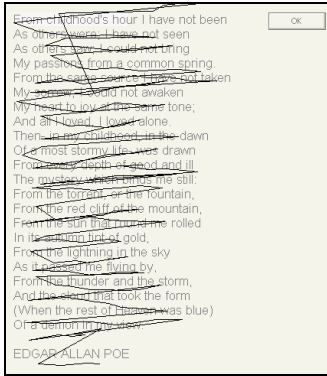 From childhood's hour I have not been
As others were; I have not seen
As others saw; I could not bring
My passions from a common spring.
From the same source I have not taken
My sorrow; I could not awaken
My heart to joy at the same tone;
And all I loved, I loved alone.
Then- in my childhood, in the dawn
Of a most stormy life- was drawn
From every depth of good and ill
The mystery which binds me still:
From the torrent, or the fountain,
From the red cliff of the mountain,
From the sun that round me rolled
In its autumn tint of gold,
From the lightning in the sky
As it passed me flying by,
From the thunder and the storm,
And the cloud that took the form
(When the rest of Heaven was blue)
Of a demon in my view.
EDGAR ALLAN POE
OK